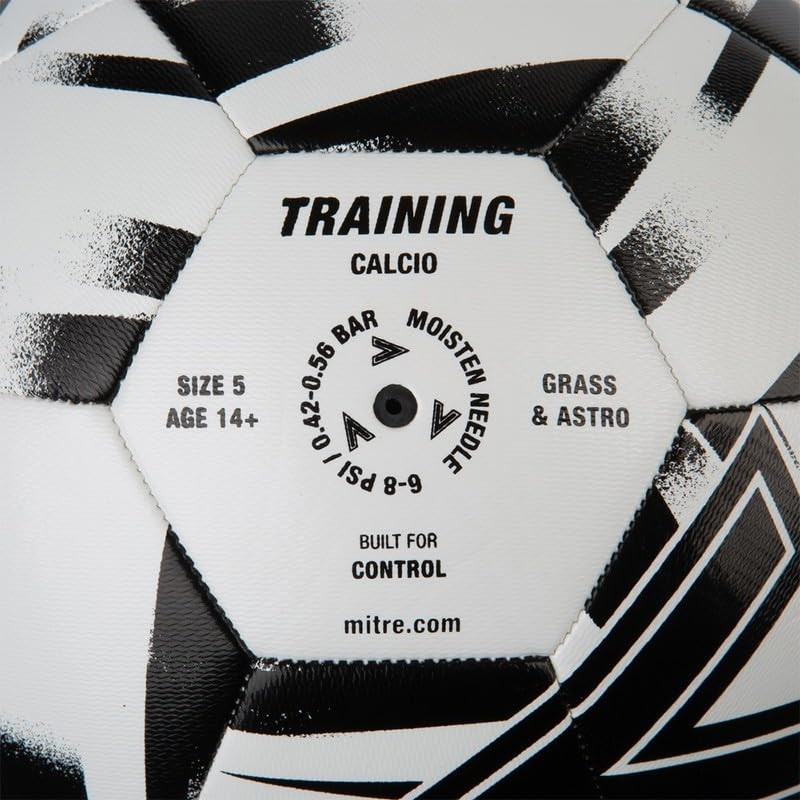 TRAINING
CALCIO
MOISTEN NEEDLE
6-8 PSI / 0.42-0.56 BAR
SIZE 5
AGE 14+
GRASS
& ASTRO
BUILT FOR
CONTROL
mitre.com